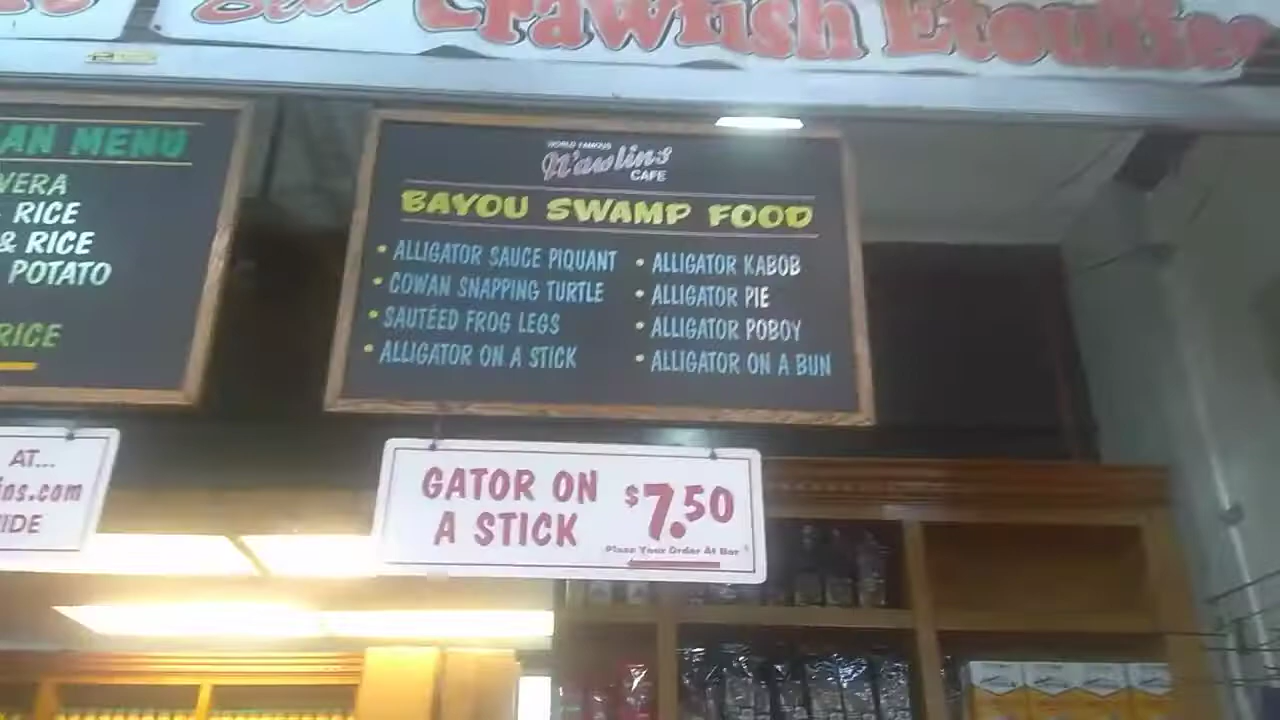 Crawfish Etouffee
AN MENU
VERA
RICE
& RICE
POTATO
RICE
WORLD FAMOUS
N'awlins
CAFE
BAYOU SWAMP FOOD
• ALLIGATOR SAUCE PIQUANT
• COWAN SNAPPING TURTLE
• SAUTÉED FROG LEGS
• ALLIGATOR ON A STICK
• ALLIGATOR KABOB
• ALLIGATOR PIE
• ALLIGATOR POBOY
• ALLIGATOR ON A BUN
AT...
ins.com
IDE
GATOR ON
A STICK
$7.50
Place Your Order At Bar